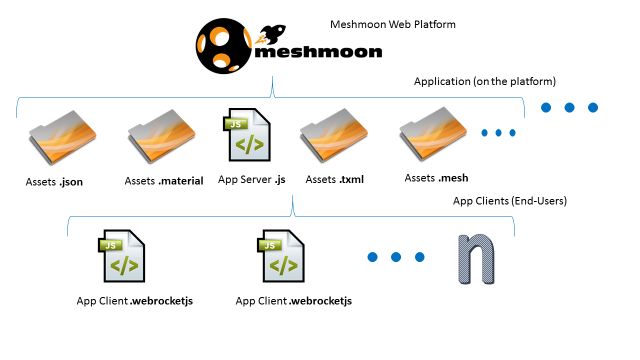 Meshmoon Web Platform
meshmoon
Application (on the platform)
JS
</>
Assets .json
Assets .material
App Server .js
Assets .txml
Assets .mesh
App Clients (End-Users)
Js
</>
Js
</>
n
App Client .webrocketjs
App Client .webrocketjs